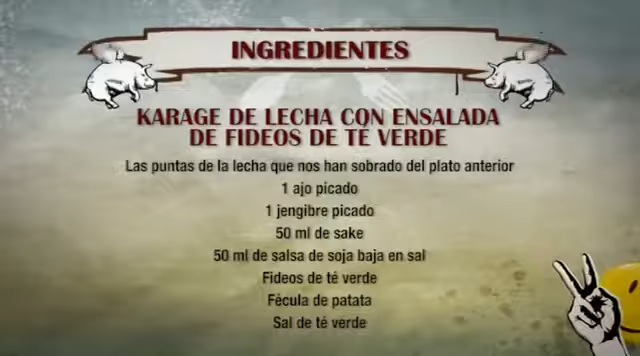 INGREDIENTES
KARAGE DE LECHA CON ENSALADA
DE FIDEOS DE TÉ VERDE
Las puntas de la lecha que nos han sobrado del plato anterior
1 ajo picado
1 jengibre picado
50 ml de sake
50 ml de salsa de soja baja en sal
Fideos de té verde
Fécula de patata
Sal de té verde